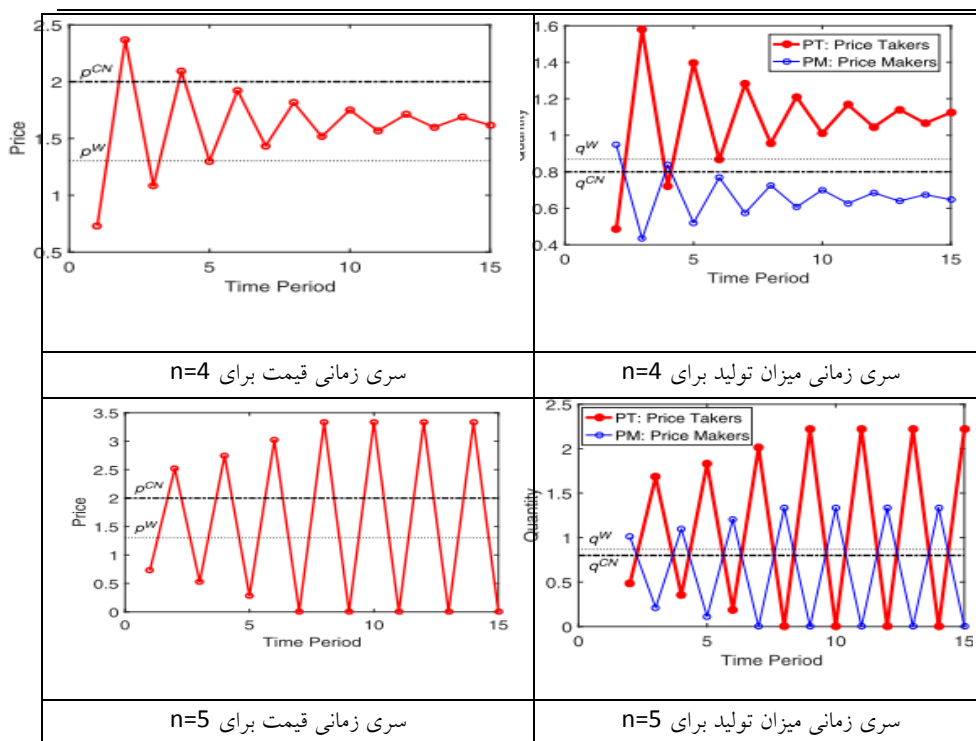 2.5
2
1.5
1
0.5
0 5 10 15
p^CN
p^W
Price
Time Period
1.6
1.4
1.2
1
0.8
0.6
0.4
0 5 10 15
PT: Price Takers
PM: Price Makers
q^W
q^CN
Quantity
Time Period
سری زمانی قیمت برای n=4
سری زمانی میزان تولید برای n=4
3.5
3
2.5
2
1.5
1
0.5
0
0 5 10 15
p^CN
p^W
Price
Time Period
2.5
2
1.5
1
0.5
0
0 5 10 15
PT: Price Takers
PM: Price Makers
q^W
q^CN
Quantity
Time Period
سری زمانی قیمت برای n=5
سری زمانی میزان تولید برای n=5